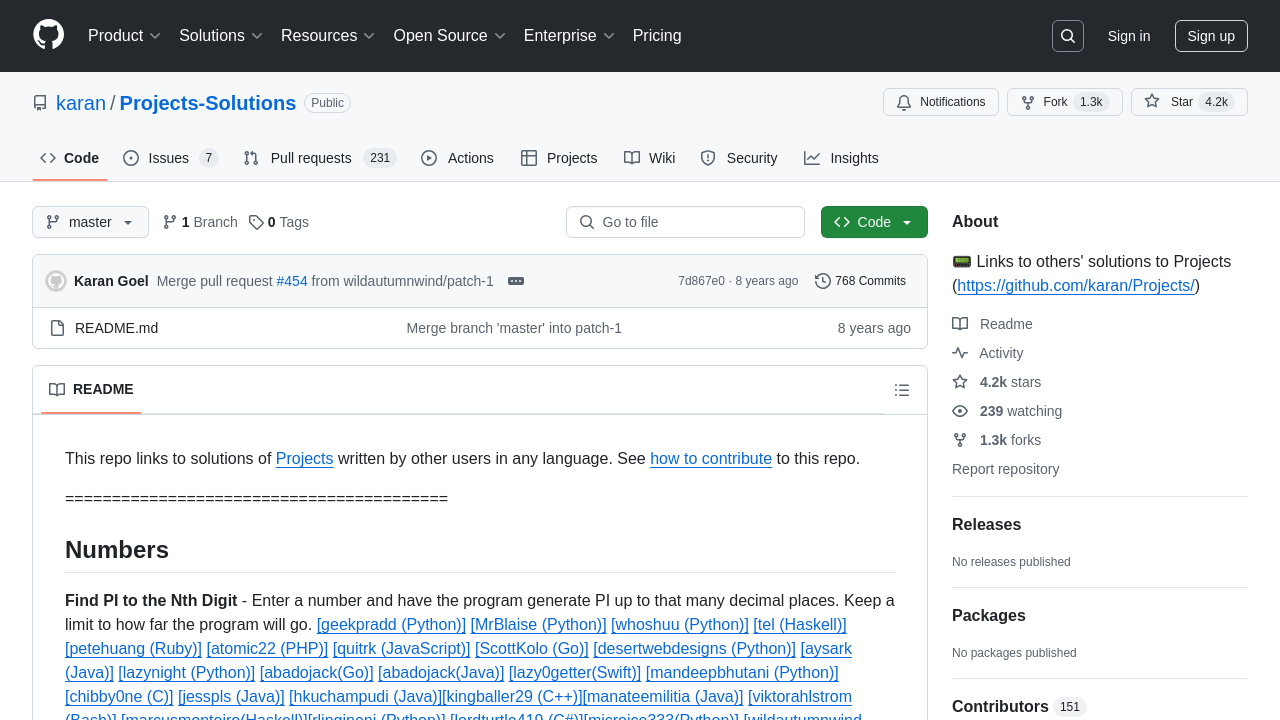 Product Solutions Resources Open Source Enterprise Pricing Sign in Sign up
karan / Projects-Solutions Public Notifications Fork 1.3k Star 4.2k
Code Issues 7 Pull requests 231 Actions Projects Wiki Security Insights
master 1 Branch 0 Tags Go to file Code
Karan Goel Merge pull request #454 from wildautumnwind/patch-1 7d867e0 · 8 years ago 768 Commits
README.md Merge branch 'master' into patch-1 8 years ago
README
This repo links to solutions of Projects written by other users in any language. See how to contribute to this repo.
=========================================
Numbers
Find PI to the Nth Digit - Enter a number and have the program generate PI up to that many decimal places. Keep a
limit to how far the program will go. [geekpradd (Python)] [MrBlaise (Python)] [whoshuu (Python)] [tel (Haskell)]
[petehuang (Ruby)] [atomic22 (PHP)] [quitrk (JavaScript)] [ScottKolo (Go)] [desertwebdesigns (Python)] [aysark
(Java)] [lazynight (Python)] [abadojack(Go)] [abadojack(Java)] [lazy0getter(Swift)] [mandeepbhutani (Python)]
[chibby0ne (C)] [jesspls (Java)] [hkuchampudi (Java)][kingballer29 (C++)][manateemilitia (Java)] [viktorahlstrom
(Bash)] [marcusmonteiro(Haskell)][rlingineni (Python)] [lordturtle419 (C#)][microice333(Python)] [wildautumnwind
About
📟 Links to others' solutions to Projects
(https://github.com/karan/Projects/)
Readme
Activity
4.2k stars
239 watching
1.3k forks
Report repository
Releases
No releases published
Packages
No packages published
Contributors 151